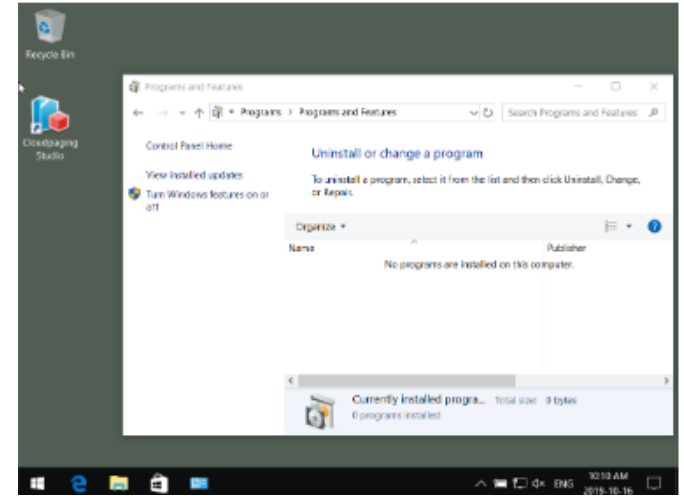 Recycle Bin
Cloudpaging
Studio
Programs and Features
Programs > Programs and Features
Search Programs and Features
Control Panel Home
View installed updates
Turn Windows features on or
off
Uninstall or change a program
To uninstall a program, select it from the list and then click Uninstall, Change,
or Repair.
Organize
Name
Publisher
No programs are installed on this computer.
Currently installed progra... Total size: 0 bytes
0 programs installed
ENG
10:10 AM
2019-10-16